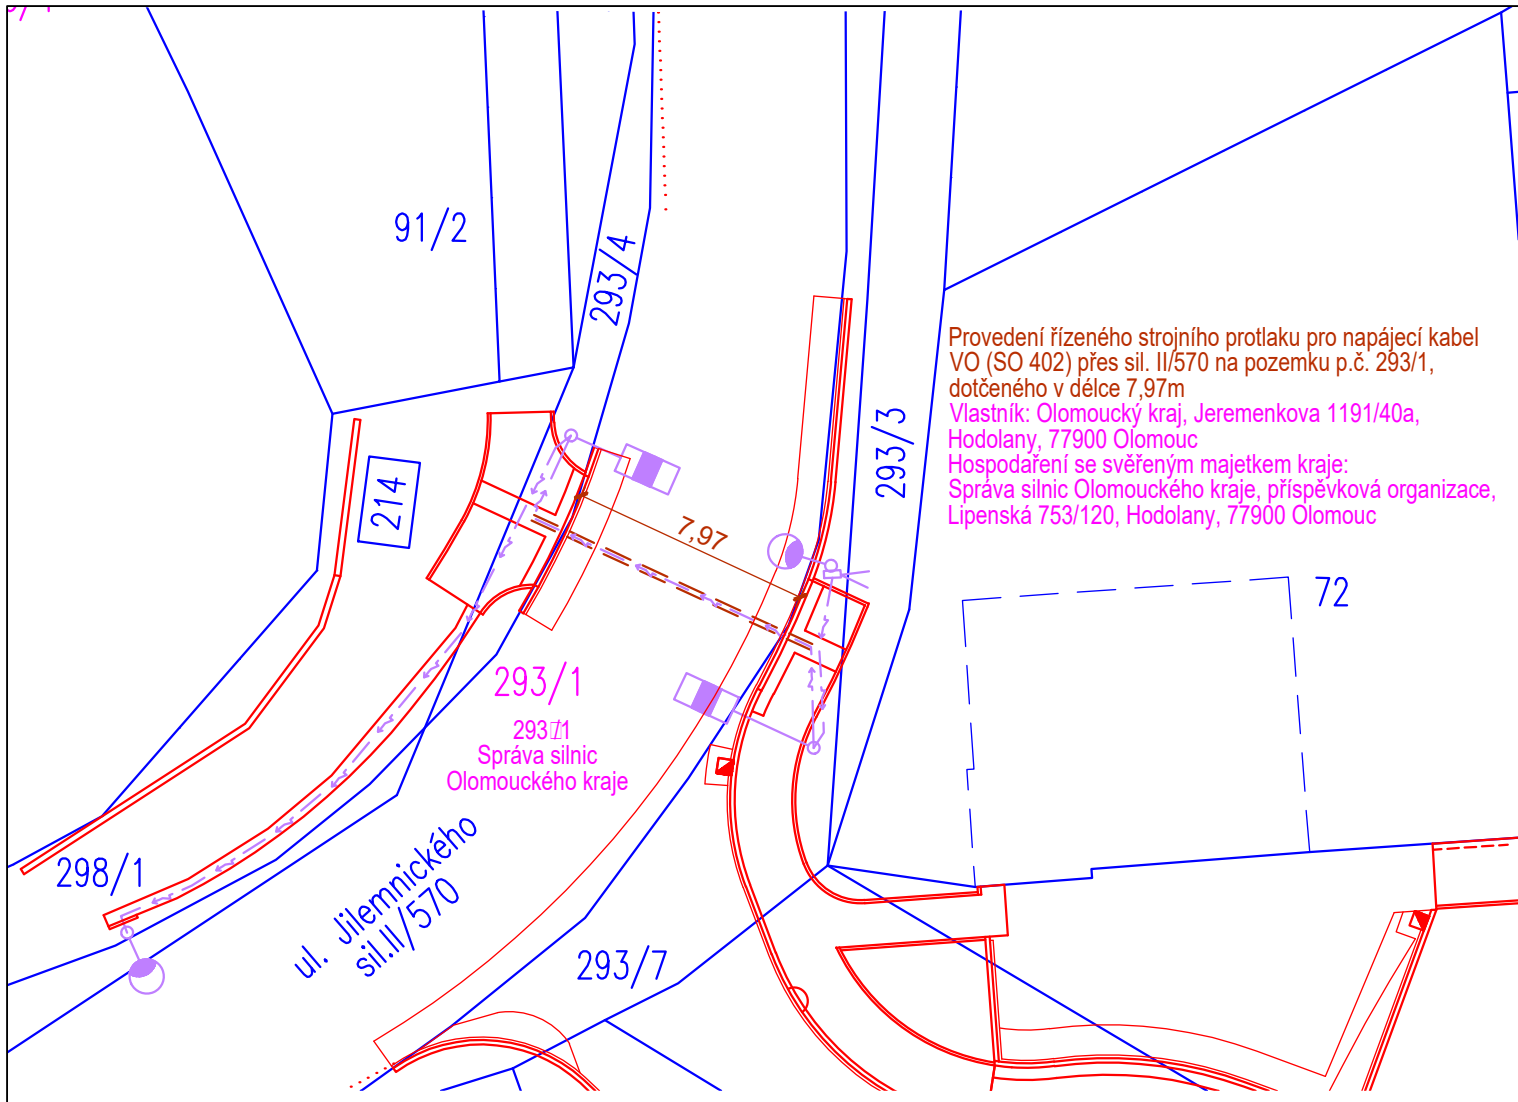 91/2
293/4
Provedení řízeného strojního protlaku pro napájecí kabel
VO (SO 402) přes sil. II/570 na pozemku p.č. 293/1,
dotčeného v délce 7,97m
Vlastník: Olomoucký kraj, Jeremenkova 1191/40a,
Hodolany, 77900 Olomouc
Hospodaření se svěřeným majetkem kraje:
Správa silnic Olomouckého kraje, příspěvková organizace,
Lipenská 753/120, Hodolany, 77900 Olomouc
293/3
214
7,97
72
293/1
293/1
Správa silnic
Olomouckého kraje
298/1
ul. Jilemnického
sil.II/570
293/7